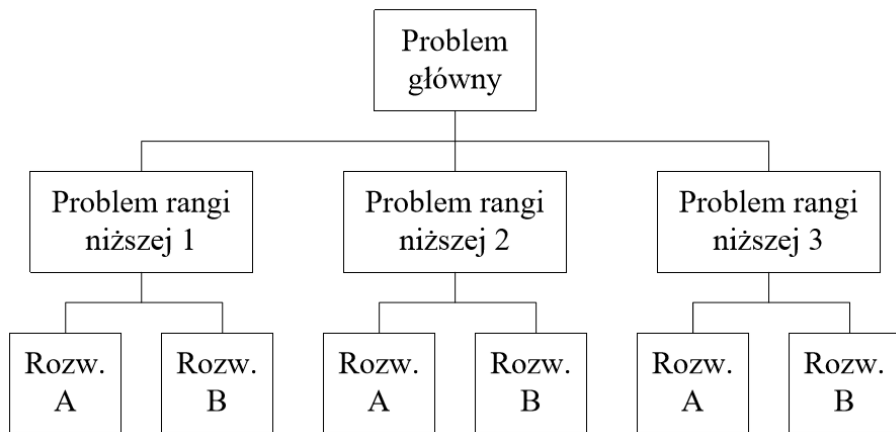 Problem
główny
Problem rangi
niższej 1
Problem rangi
niższej 2
Problem rangi
niższej 3
Rozw.
A
Rozw.
B
Rozw.
A
Rozw.
B
Rozw.
A
Rozw.
B